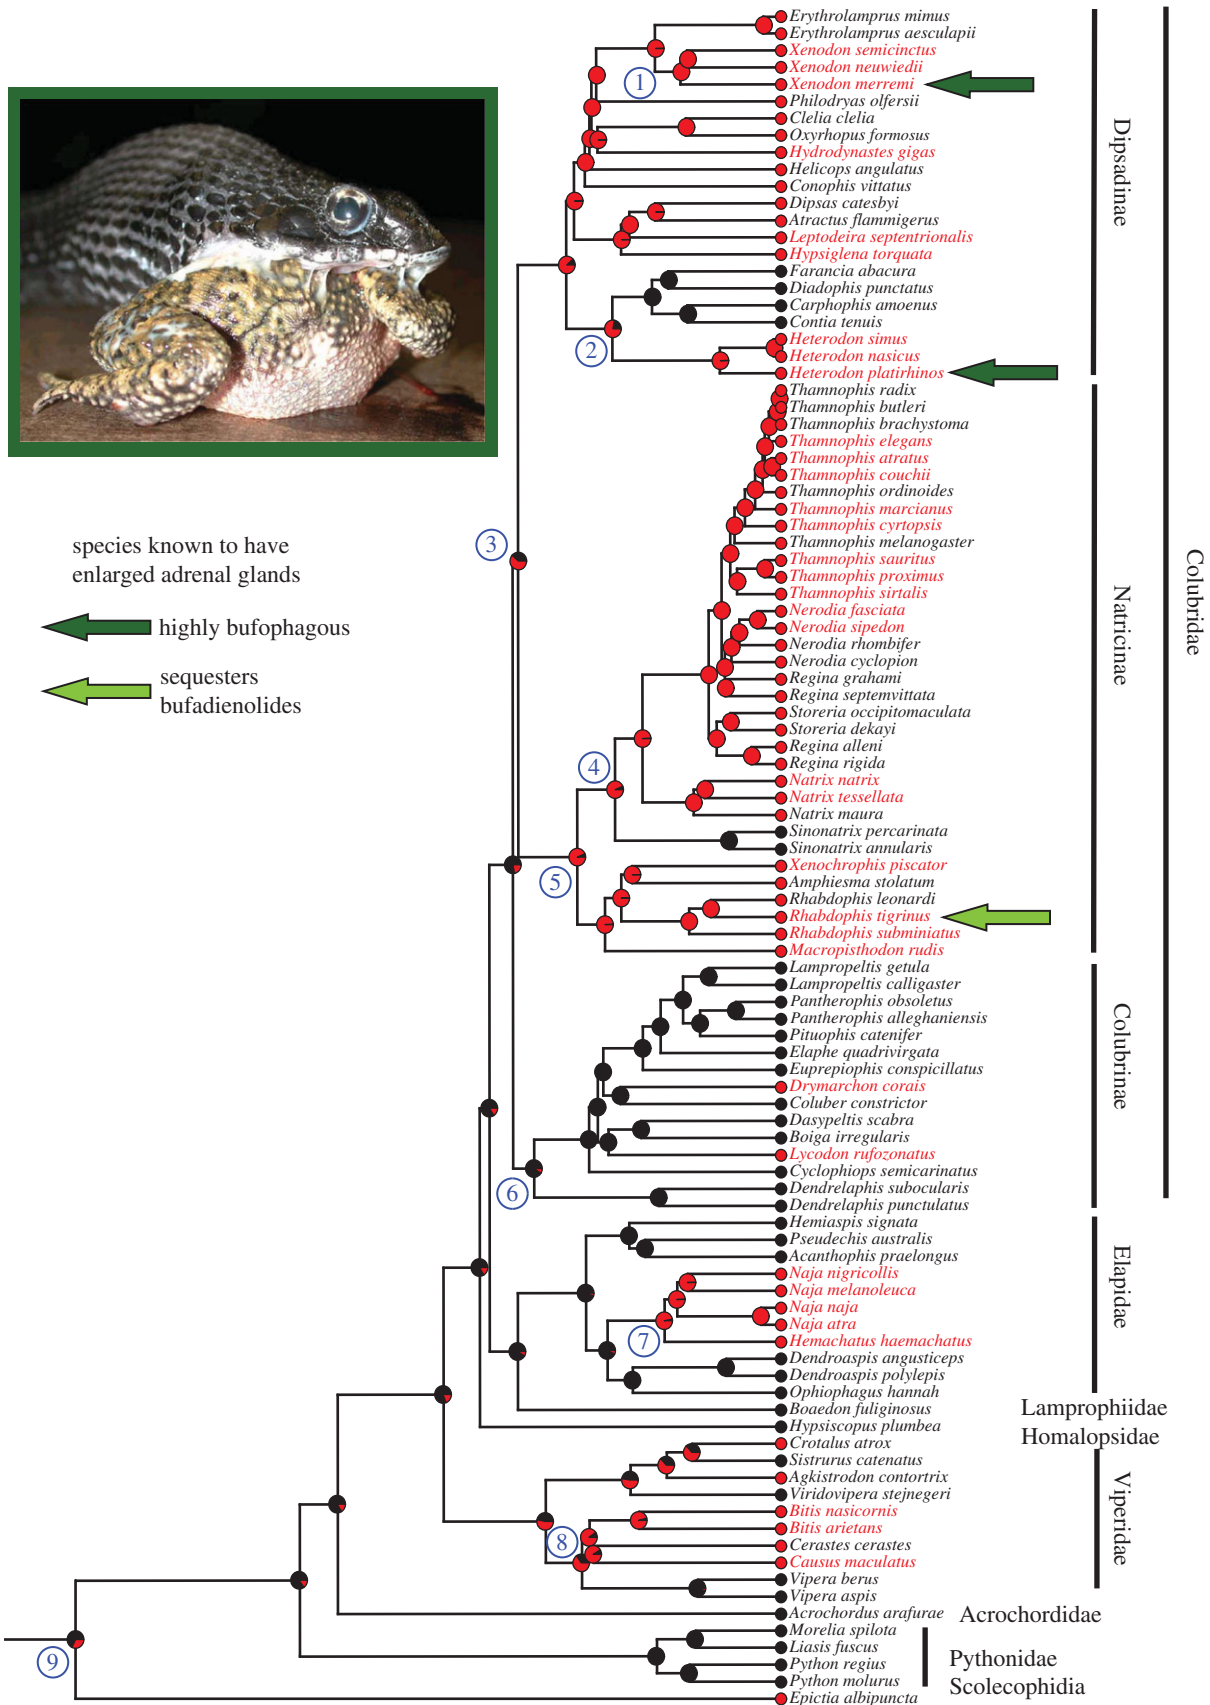 Erythrolamprus mimus
Erythrolamprus aesculapii
Xenodon semicinctus
Xenodon neuwiedii
1
Xenodon merremi
Philodryas olfersii
Clelia clelia
Oxyrhopus formosus
Hydrodynastes gigas
Helicops angulatus
Conophis vittatus
Dipsas catesbyi
Atractus flammigerus
Leptodeira septentrionalis
Hypsiglena torquata
Farancia abacura
Diadophis punctatus
Carphophis amoenus
Contia tenuis
Heterodon simus
2
Heterodon nasicus
Heterodon platirhinos
Dipsadinae
Thamnophis radix
Thamnophis butleri
Thamnophis brachystoma
Thamnophis elegans
Thamnophis atratus
Thamnophis couchii
Thamnophis ordinoides
Thamnophis marcianus
Thamnophis cyrtopsis
3
Thamnophis melanogaster
Thamnophis sauritus
Thamnophis proximus
Thamnophis sirtalis
Nerodia fasciata
Nerodia sipedon
Nerodia rhombifer
Nerodia cyclopion
Regina grahami
Regina septemvittata
Storeria occipitomaculata
Storeria dekayi
Regina alleni
Regina rigida
4
Natrix natrix
Natrix tessellata
Natrix maura
Sinonatrix percarinata
Sinonatrix annularis
Xenochrophis piscator
5
Amphiesma stolatum
Rhabdophis leonardi
Rhabdophis tigrinus
Rhabdophis subminiatus
Macropisthodon rudis
Natricinae
Colubridae
species known to have
enlarged adrenal glands
highly bufophagous
sequesters
bufadienolides
Lampropeltis getula
Lampropeltis calligaster
Pantherophis obsoletus
Pantherophis alleghaniensis
Pituophis catenifer
Elaphe quadrivirgata
Euprepiophis conspicillatus
Drymarchon corais
Coluber constrictor
Dasypeltis scabra
Boiga irregularis
Lycodon rufozonatus
Cyclophiops semicarinatus
6
Dendrelaphis subocularis
Dendrelaphis punctulatus
Colubrinae
Hemiaspis signata
Pseudechis australis
Acanthophis praelongus
Naja nigricollis
Naja melanoleuca
Naja naja
Naja atra
7
Hemachatus haemachatus
Dendroaspis angusticeps
Dendroaspis polylepis
Ophiophagus hannah
Elapidae
Boaedon fuliginosus
Lamprophiidae
Hypsiscopus plumbea
Homalopsidae
Crotalus atrox
Sistrurus catenatus
Agkistrodon contortrix
Viridovipera stejnegeri
Bitis nasicornis
Bitis arietans
8
Cerastes cerastes
Causus maculatus
Vipera berus
Vipera aspis
Viperidae
Acrochordus arafurae
Acrochordidae
Morelia spilota
Liasis fuscus
9
Python regius
Python molurus
Pythonidae
Epictia albipuncta
Scolecophidia